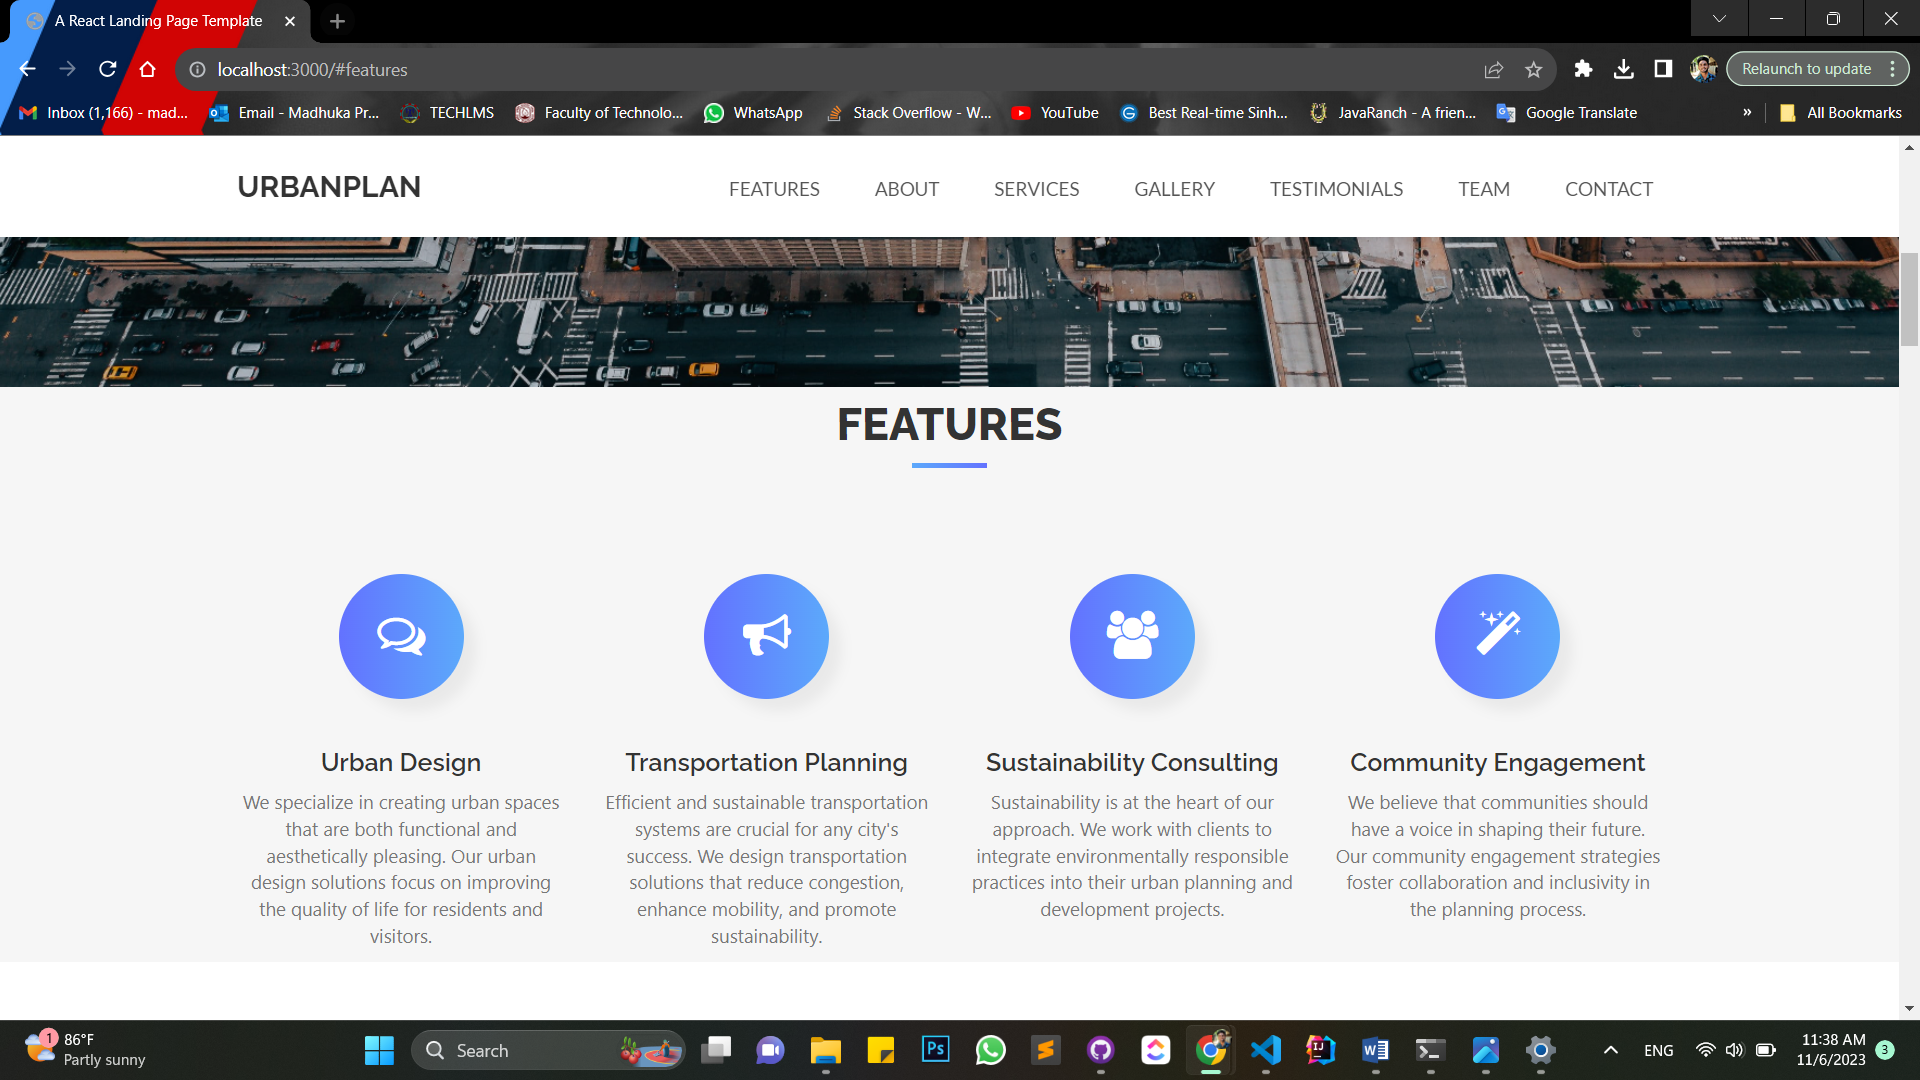 A React Landing Page Template
localhost:3000/#features
Relaunch to update
Inbox (1,166) - mad...
Email - Madhuka Pr...
TECHLMS
Faculty of Technolo...
WhatsApp
Stack Overflow - W...
YouTube
Best Real-time Sinh...
JavaRanch - A frien...
Google Translate
»
All Bookmarks
URBANPLAN
FEATURES
ABOUT
SERVICES
GALLERY
TESTIMONIALS
TEAM
CONTACT
FEATURES
Urban Design
We specialize in creating urban spaces
that are both functional and
aesthetically pleasing. Our urban
design solutions focus on improving
the quality of life for residents and
visitors.
Transportation Planning
Efficient and sustainable transportation
systems are crucial for any city's
success. We design transportation
solutions that reduce congestion,
enhance mobility, and promote
sustainability.
Sustainability Consulting
Sustainability is at the heart of our
approach. We work with clients to
integrate environmentally responsible
practices into their urban planning and
development projects.
Community Engagement
We believe that communities should
have a voice in shaping their future.
Our community engagement strategies
foster collaboration and inclusivity in
the planning process.
1
86°F
Partly sunny
Search
Ps
IJ
W
ENG
11:38 AM
11/6/2023
3